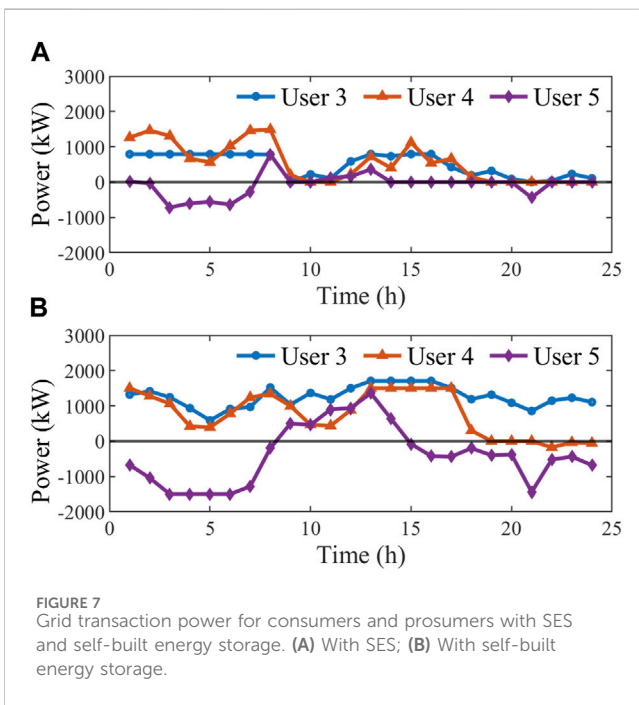 A
3000
User 3 User 4 User 5
2000
1000
0
-1000
-2000
Power (kW)
0 5 10 15 20 25
Time (h)
B
3000
User 3 User 4 User 5
2000
1000
0
-1000
-2000
Power (kW)
0 5 10 15 20 25
Time (h)
FIGURE 7
Grid transaction power for consumers and prosumers with SES
and self-built energy storage. (A) With SES; (B) With self-built
energy storage.